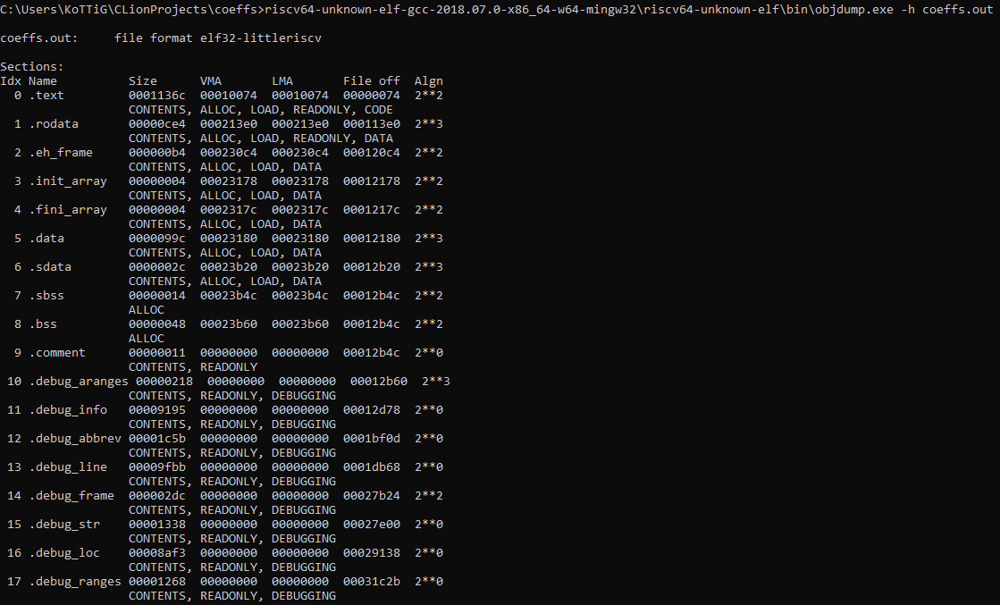 C:\Users\KoTTiG\CLionProjects\coeffs>riscv64-unknown-elf-gcc-2018.07.0-x86_64-w64-mingw32\riscv64-unknown-elf\bin\objdump.exe -h coeffs.out
coeffs.out:     file format elf32-littleriscv
Sections:
Idx Name          Size      VMA       LMA       File off  Algn
  0 .text         0001136c  00010074  00010074  00000074  2**2
                  CONTENTS, ALLOC, LOAD, READONLY, CODE
  1 .rodata       00000ce4  000213e0  000213e0  000113e0  2**3
                  CONTENTS, ALLOC, LOAD, READONLY, DATA
  2 .eh_frame     000000b4  000230c4  000230c4  000120c4  2**2
                  CONTENTS, ALLOC, LOAD, DATA
  3 .init_array   00000004  00023178  00023178  00012178  2**2
                  CONTENTS, ALLOC, LOAD, DATA
  4 .fini_array   00000004  0002317c  0002317c  0001217c  2**2
                  CONTENTS, ALLOC, LOAD, DATA
  5 .data         0000099c  00023180  00023180  00012180  2**3
                  CONTENTS, ALLOC, LOAD, DATA
  6 .sdata        0000002c  00023b20  00023b20  00012b20  2**3
                  CONTENTS, ALLOC, LOAD, DATA
  7 .sbss         00000014  00023b4c  00023b4c  00012b4c  2**2
                  ALLOC
  8 .bss          00000048  00023b60  00023b60  00012b4c  2**2
                  ALLOC
  9 .comment      00000011  00000000  00000000  00012b4c  2**0
                  CONTENTS, READONLY
 10 .debug_aranges 00000218  00000000  00000000  00012b60  2**3
                  CONTENTS, READONLY, DEBUGGING
 11 .debug_info   00009195  00000000  00000000  00012d78  2**0
                  CONTENTS, READONLY, DEBUGGING
 12 .debug_abbrev 00001c5b  00000000  00000000  0001bf0d  2**0
                  CONTENTS, READONLY, DEBUGGING
 13 .debug_line   00009fbb  00000000  00000000  0001db68  2**0
                  CONTENTS, READONLY, DEBUGGING
 14 .debug_frame  000002dc  00000000  00000000  00027b24  2**2
                  CONTENTS, READONLY, DEBUGGING
 15 .debug_str    00001338  00000000  00000000  00027e00  2**0
                  CONTENTS, READONLY, DEBUGGING
 16 .debug_loc    00008af3  00000000  00000000  00029138  2**0
                  CONTENTS, READONLY, DEBUGGING
 17 .debug_ranges 00001268  00000000  00000000  00031c2b  2**0
                  CONTENTS, READONLY, DEBUGGING